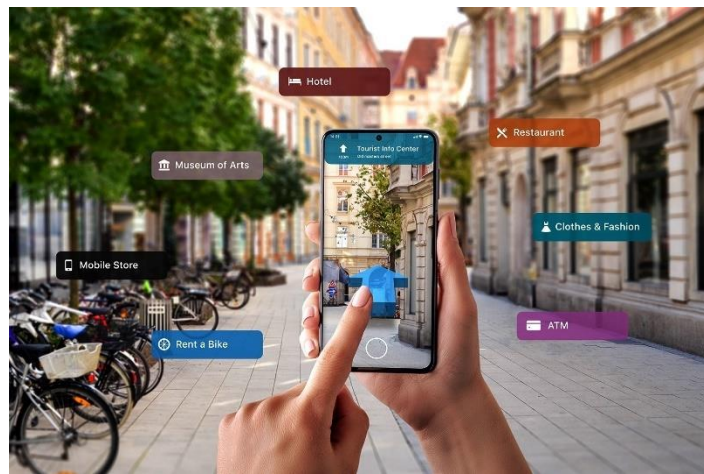 Hotel
Tourist Info Center
Restaurant
Museum of Arts
Clothes & Fashion
Mobile Store
ATM
Rent a Bike